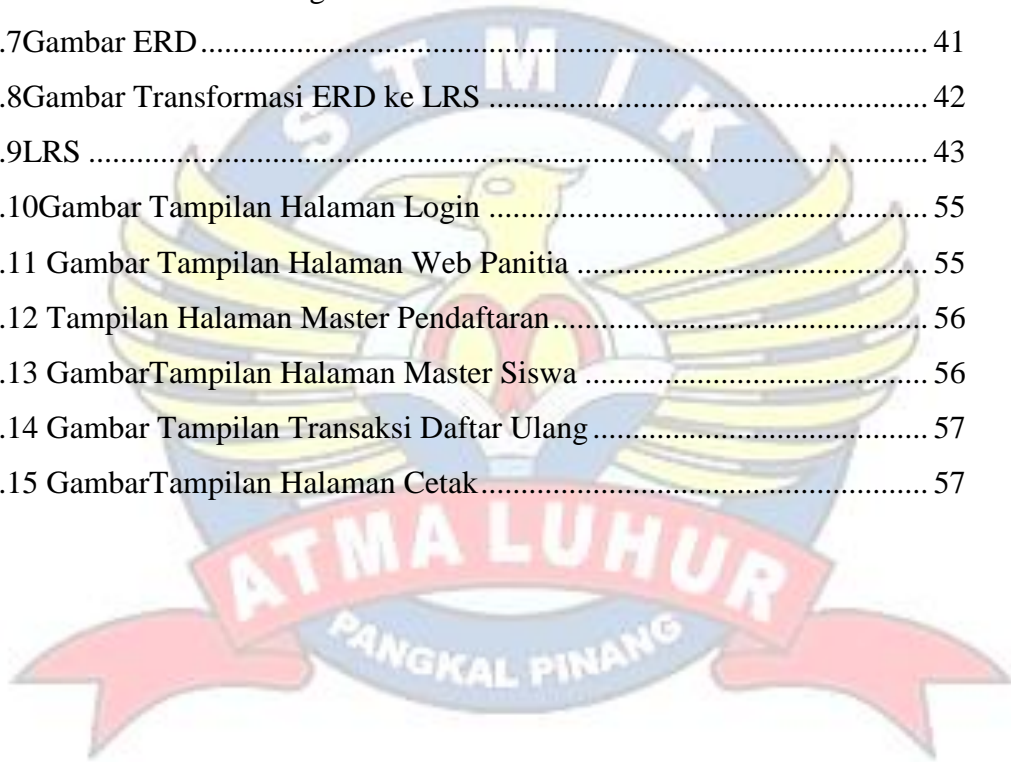 .7Gambar ERD............................................................................ 41
.8Gambar Transformasi ERD ke LRS ............................................ 42
.9LRS ........................................................................................... 43
.10Gambar Tampilan Halaman Login .............................................. 55
.11 Gambar Tampilan Halaman Web Panitia .................................... 55
.12 Tampilan Halaman Master Pendaftaran....................................... 56
.13 GambarTampilan Halaman Master Siswa ................................... 56
.14 Gambar Tampilan Transaksi Daftar Ulang .................................. 57
.15 GambarTampilan Halaman Cetak................................................ 57
STMIK
ATMA LUHUR
PANGKAL PINANG